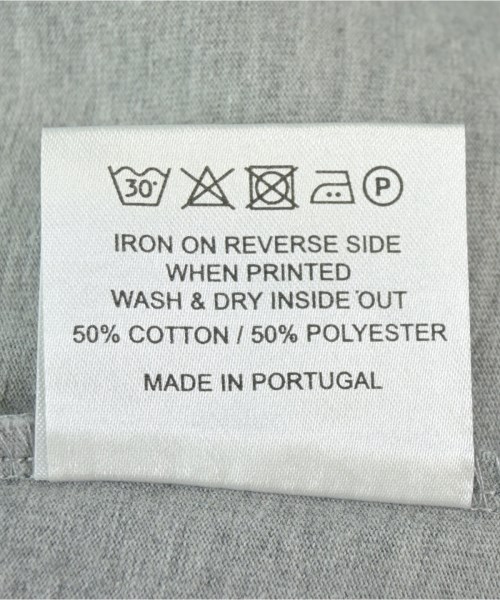 30°
P
IRON ON REVERSE SIDE
WHEN PRINTED
WASH & DRY INSIDE OUT
50% COTTON / 50% POLYESTER
MADE IN PORTUGAL